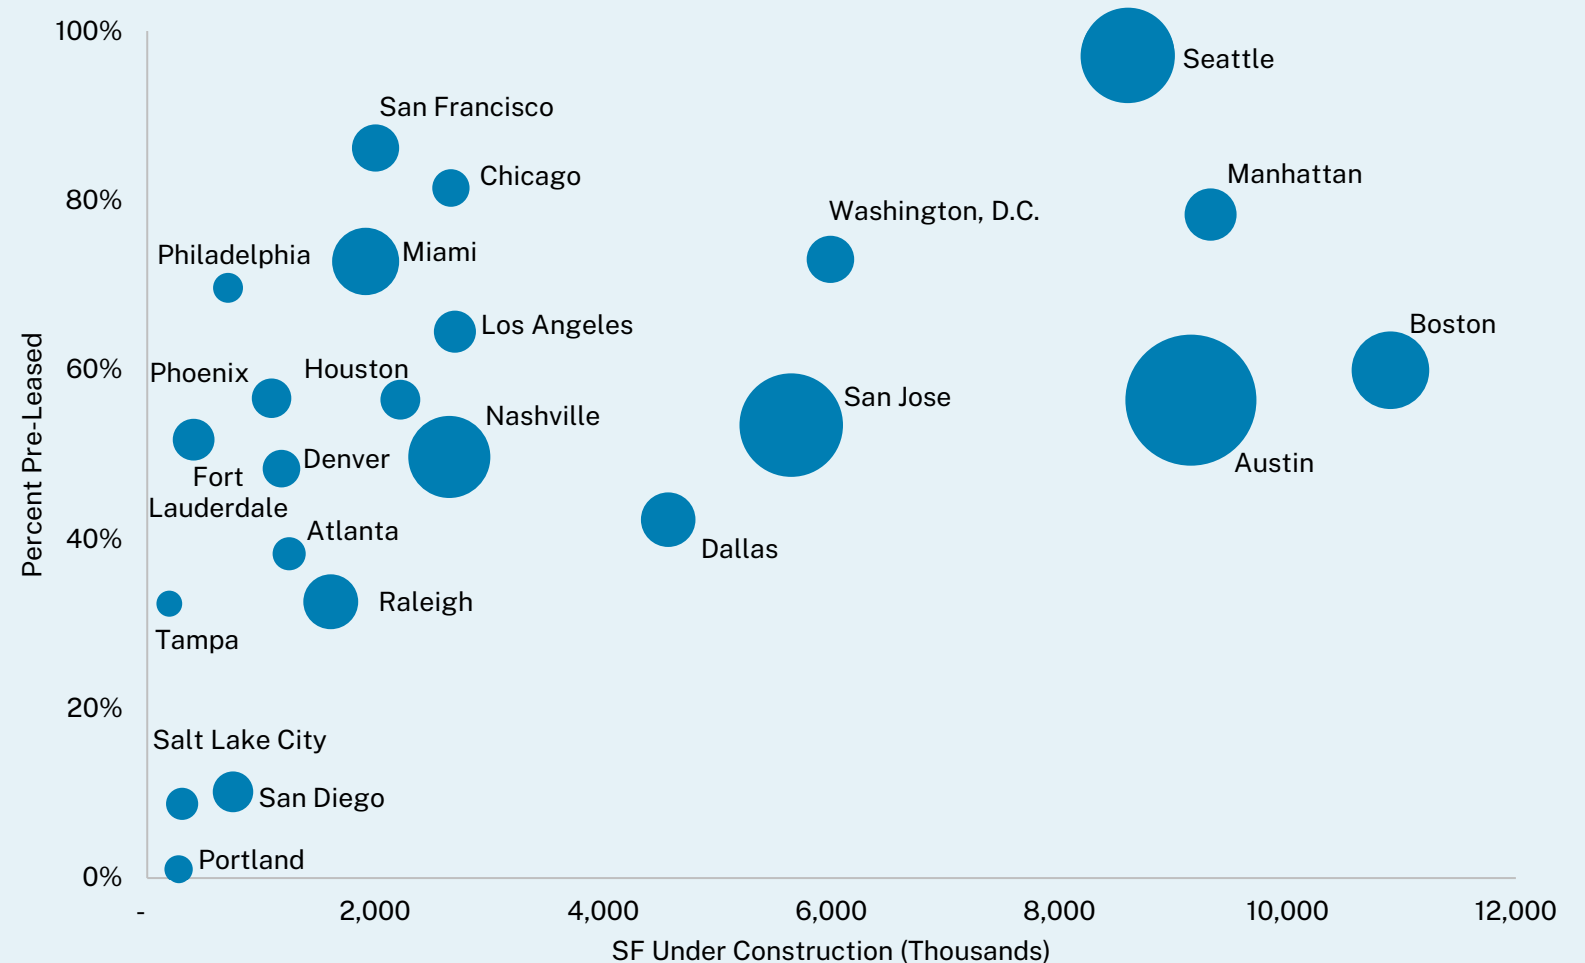 100%
Seattle
San Francisco
Chicago
80%
Manhattan
Washington, D.C.
Philadelphia
Miami
Los Angeles
Boston
60%
Phoenix
Houston
San Jose
Nashville
Austin
Denver
Fort
Lauderdale
40%
Atlanta
Dallas
Raleigh
Tampa
20%
Salt Lake City
San Diego
Portland
0%
Percent Pre-Leased
- 2,000 4,000 6,000 8,000 10,000 12,000
SF Under Construction (Thousands)